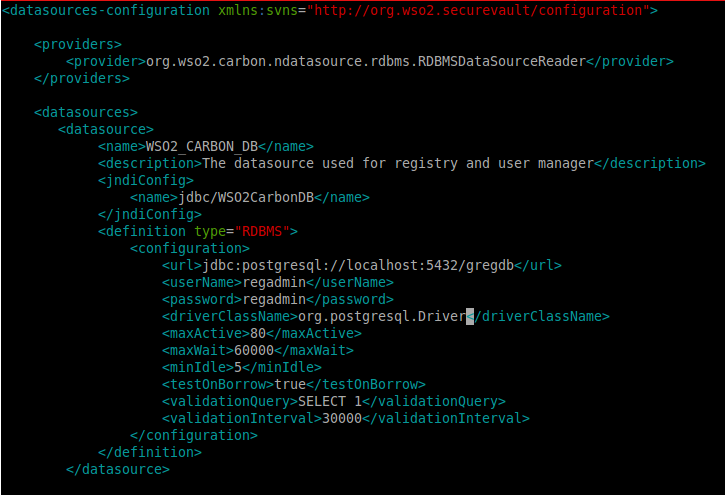 <datasources-configuration xmlns:svns="http://org.wso2.securevault/configuration">
<providers>
<provider>org.wso2.carbon.ndatasource.rdbms.RDBMSDataSourceReader</provider>
</providers>
<datasources>
<datasource>
<name>WSO2_CARBON_DB</name>
<description>The datasource used for registry and user manager</description>
<jndiConfig>
<name>jdbc/WSO2CarbonDB</name>
</jndiConfig>
<definition type="RDBMS">
<configuration>
<url>jdbc:postgresql://localhost:5432/gregdb</url>
<userName>regadmin</userName>
<password>regadmin</password>
<driverClassName>org.postgresql.Driver</driverClassName>
<maxActive>80</maxActive>
<maxWait>60000</maxWait>
<minIdle>5</minIdle>
<testOnBorrow>true</testOnBorrow>
<validationQuery>SELECT 1</validationQuery>
<validationInterval>30000</validationInterval>
</configuration>
</definition>
</datasource>